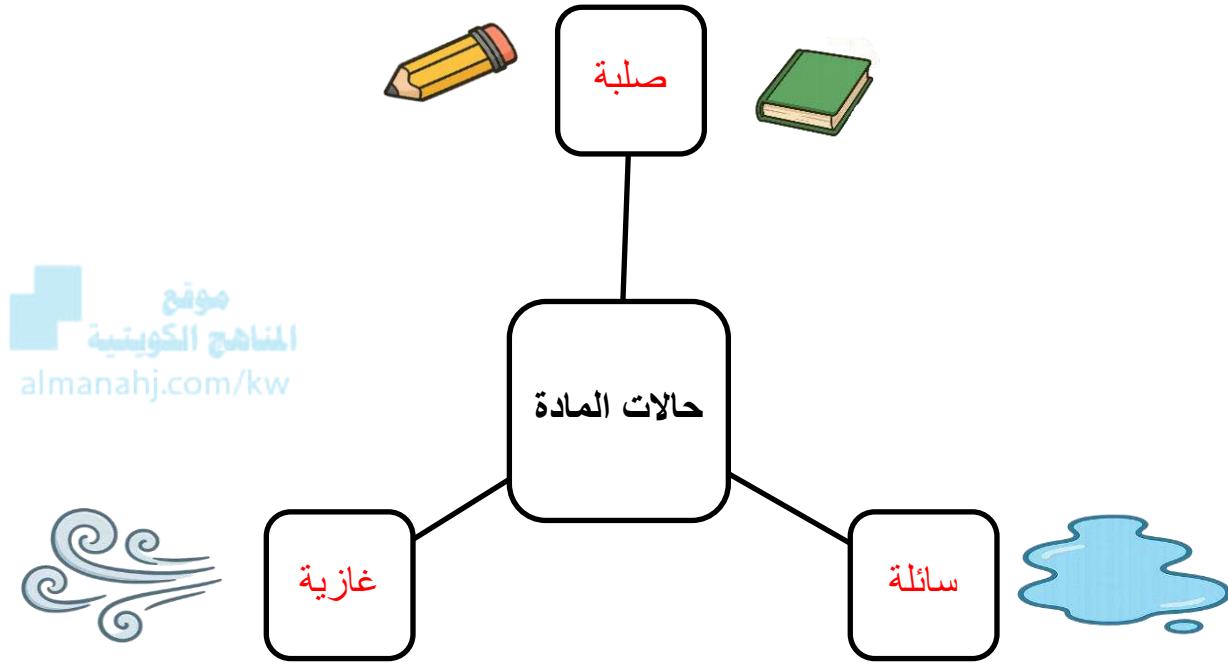 صلبة
موقع
المناهج الكويتية
almanahj.com/kw
حالات المادة
غازية
سائلة